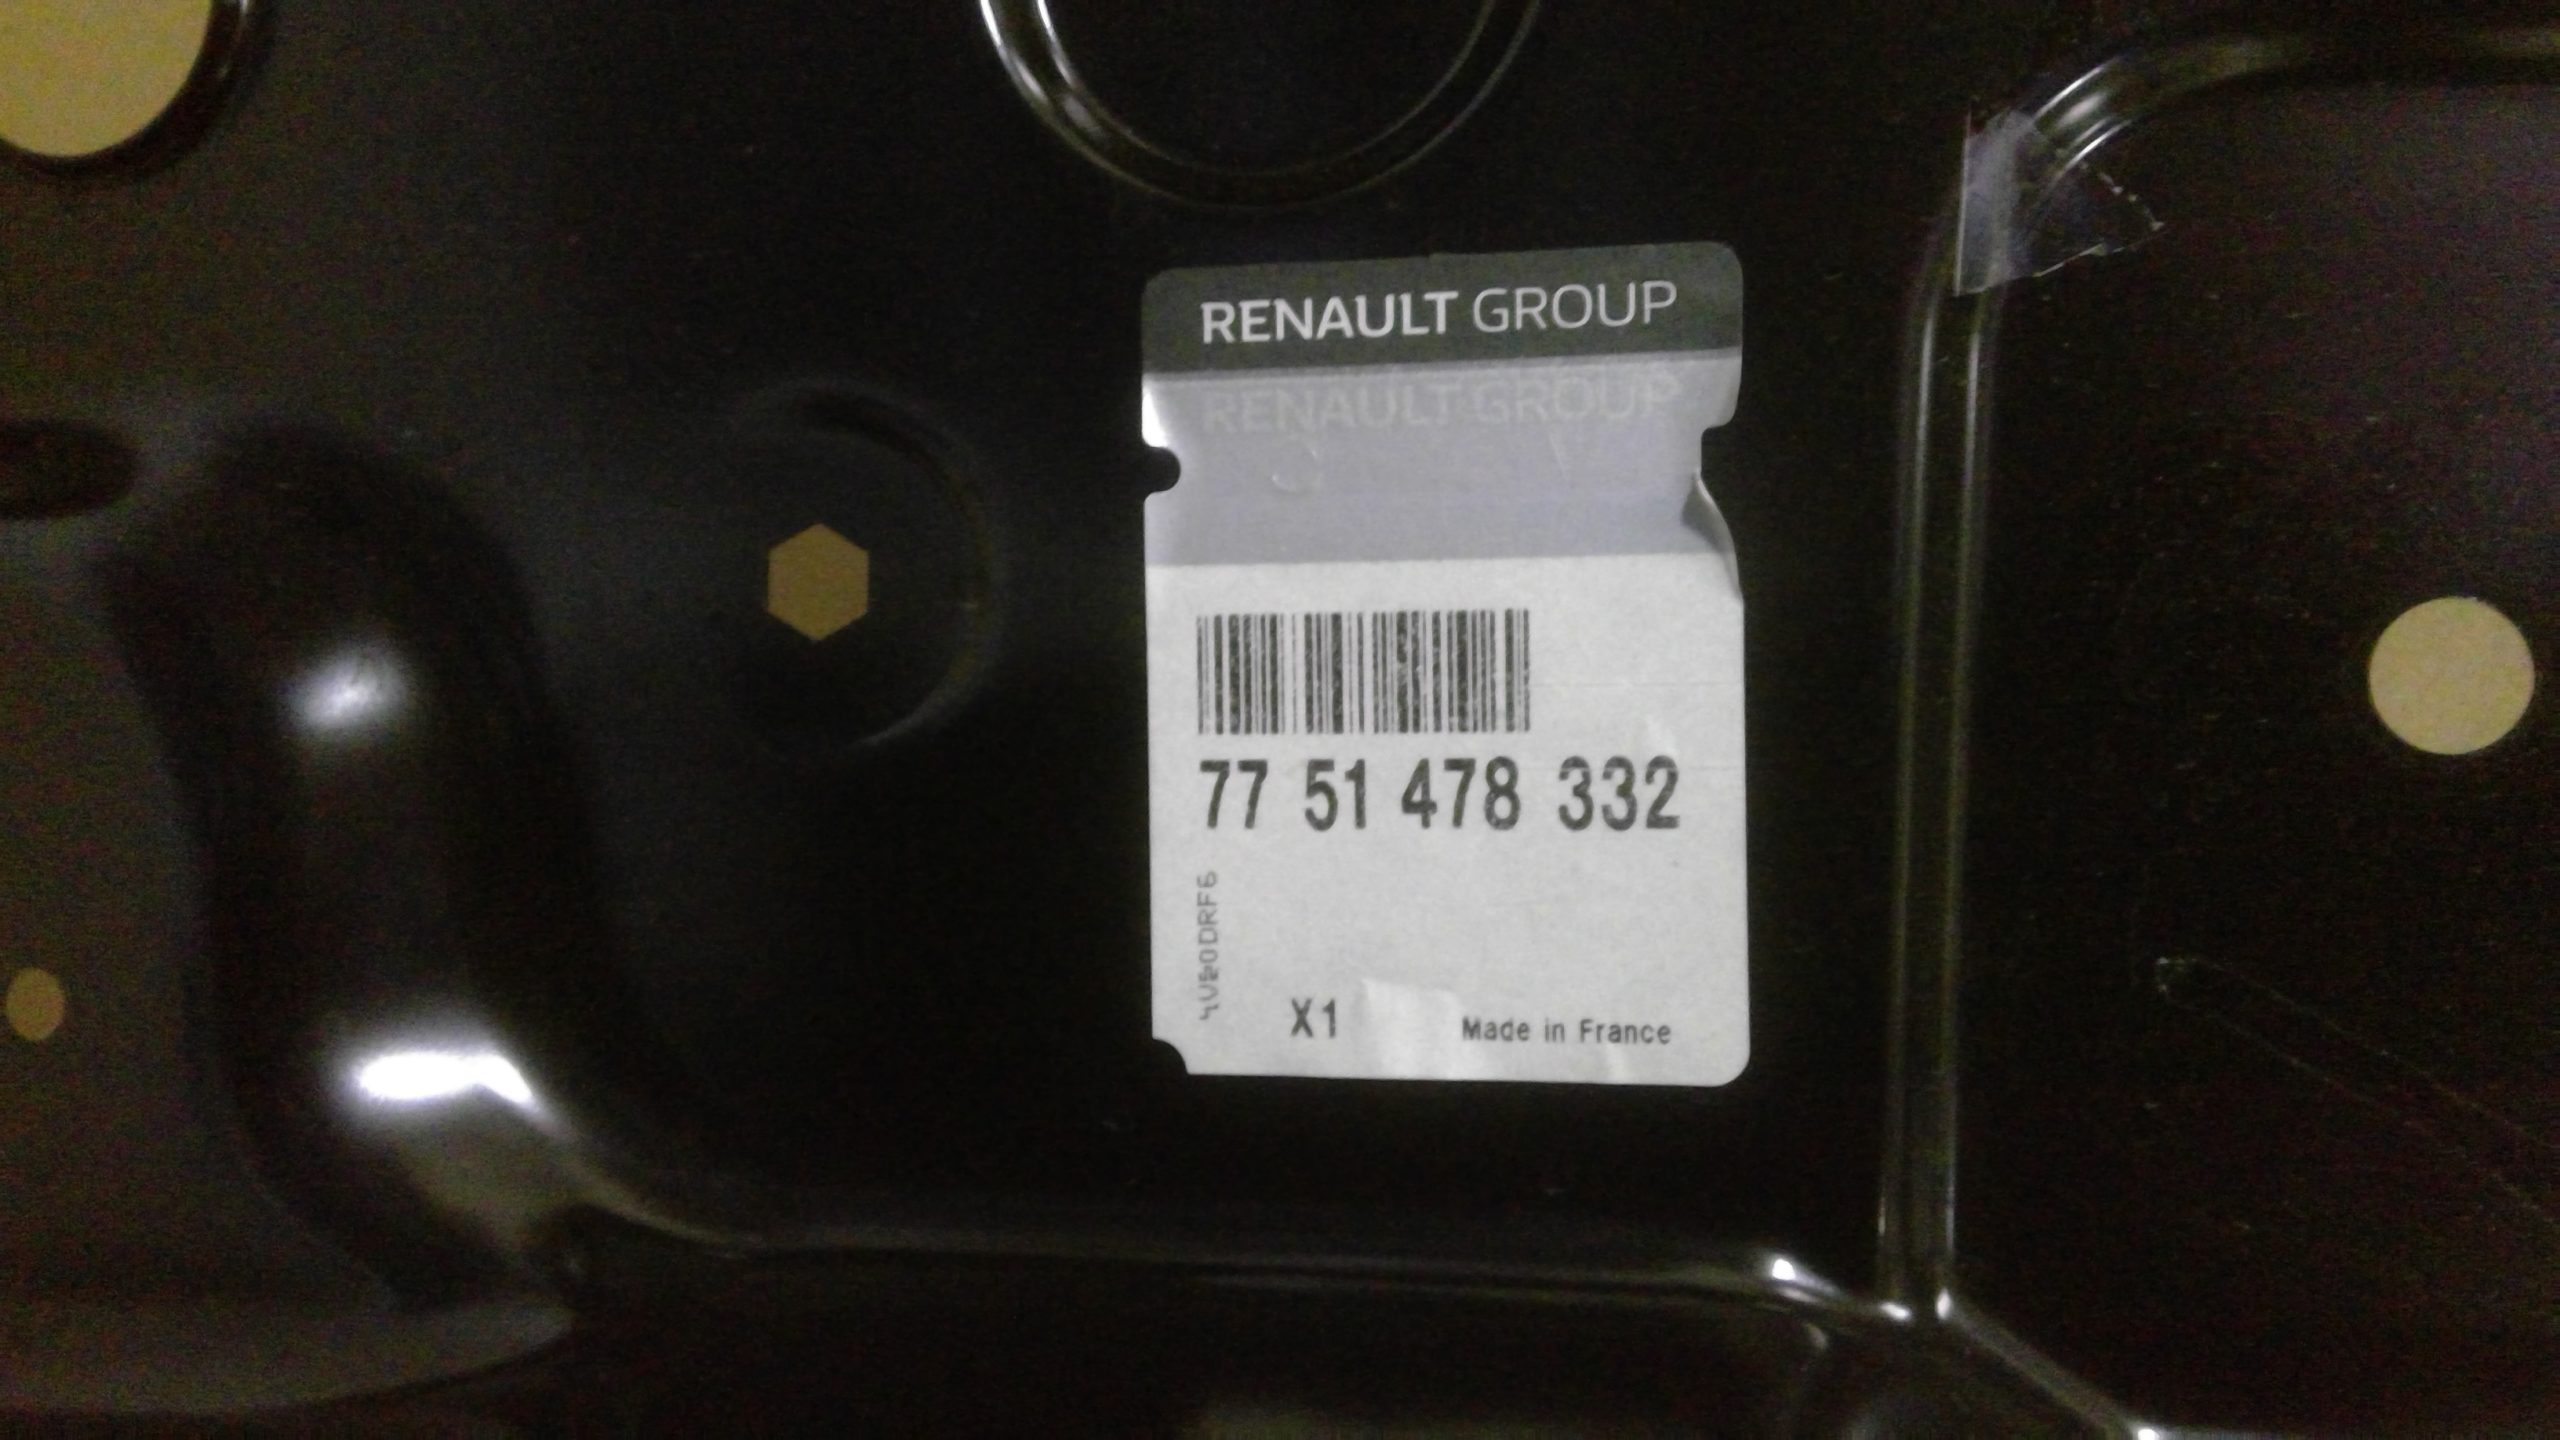 RENAULT GROUP
RENAULT GROUP
77 51 478 332
X1
Made in France